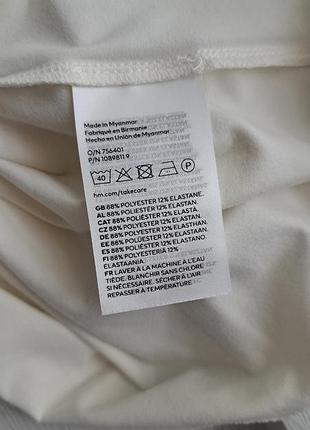 Made in Myanmar
Fabriqué en Birmanie
Hecho en Unión de Myanmar
O/N 756401
P/N 1089811.9
40 P
hm.com/takecare
GB 88% POLYESTER 12% ELASTANE.
AL 88% POLIESTER 12% ELASTAN.
CAT 88% POLIÈSTER 12% ELASTÀ.
CZ 88% POLYESTER 12% ELASTAN.
DE 88% POLYESTER 12% ELASTHAN.
EE 88% POLÜESTER 12% ELASTAAN.
ES 88% POLIÉSTER 12% ELASTANO.
FI 88% POLYESTERIÄ 12%
ELASTAANIA.
FR LAVER À LA MACHINE À L'EAU
TIÈDE. BLANCHIR SANS CHLORE
SI NÉCESSAIRE. SÉCHER À L'AIR
REPASSER À TEMPÉRATURE